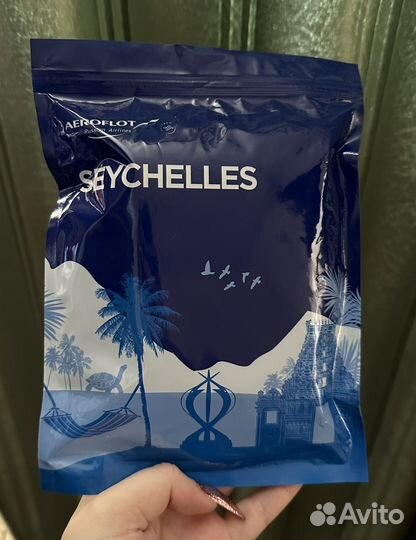 AEROFLOT
Russian Airlines
SEYCHELLES
Avito